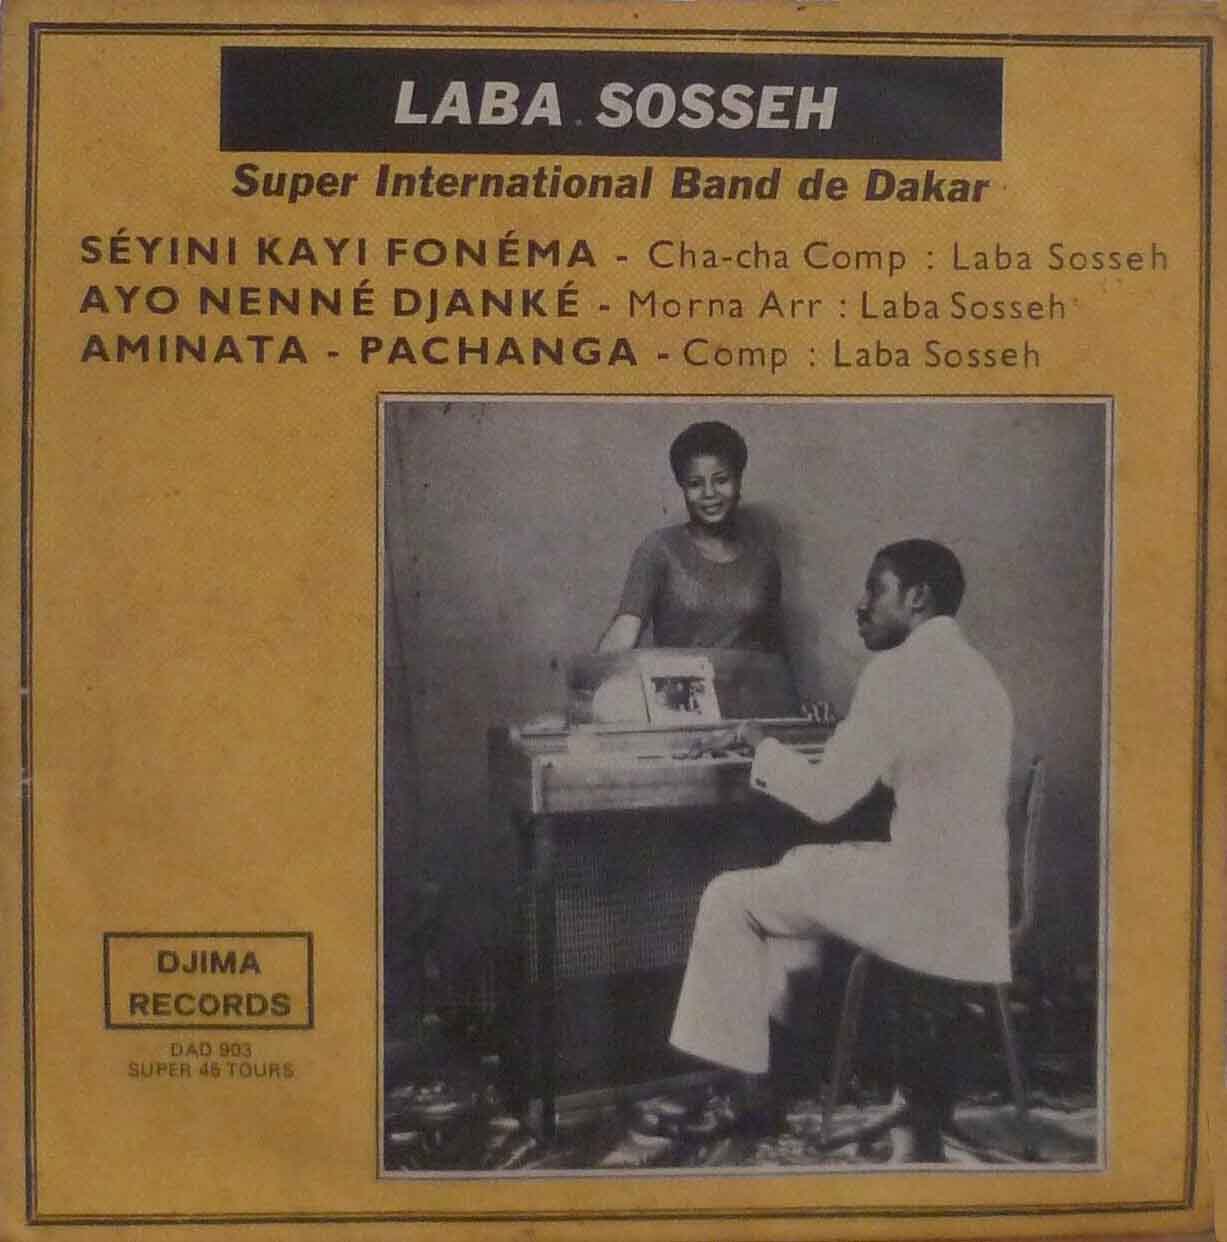 LABA SOSSEH
Super International Band de Dakar
SÉYINI KAYI FONÉMA - Cha-cha Comp : Laba Sosseh
AYO NENNÉ DJANKÉ - Morna Arr : Laba Sosseh
AMINATA - PACHANGA - Comp : Laba Sosseh
DJIMA
RECORDS
DAD 903
SUPER 45 TOURS